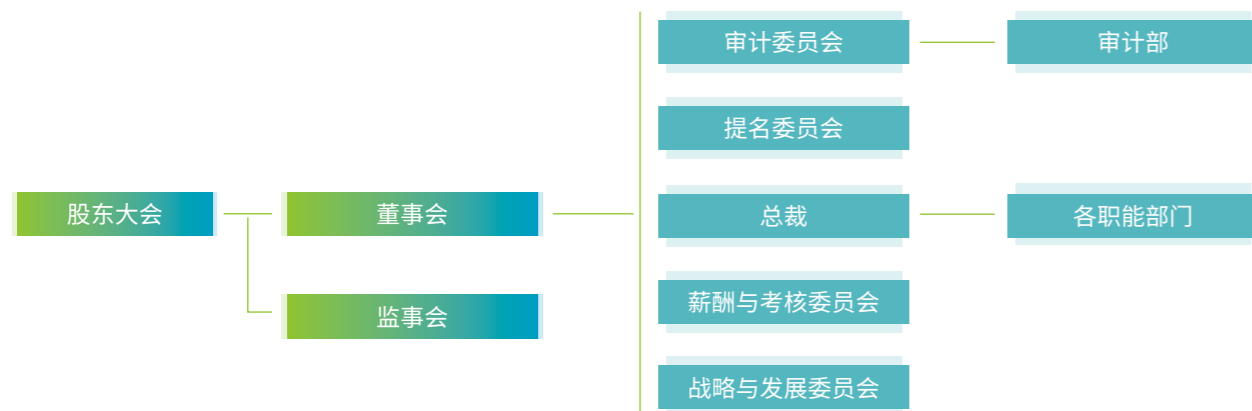 股东大会
董事会
监事会
审计委员会
审计部
提名委员会
总裁
各职能部门
薪酬与考核委员会
战略与发展委员会